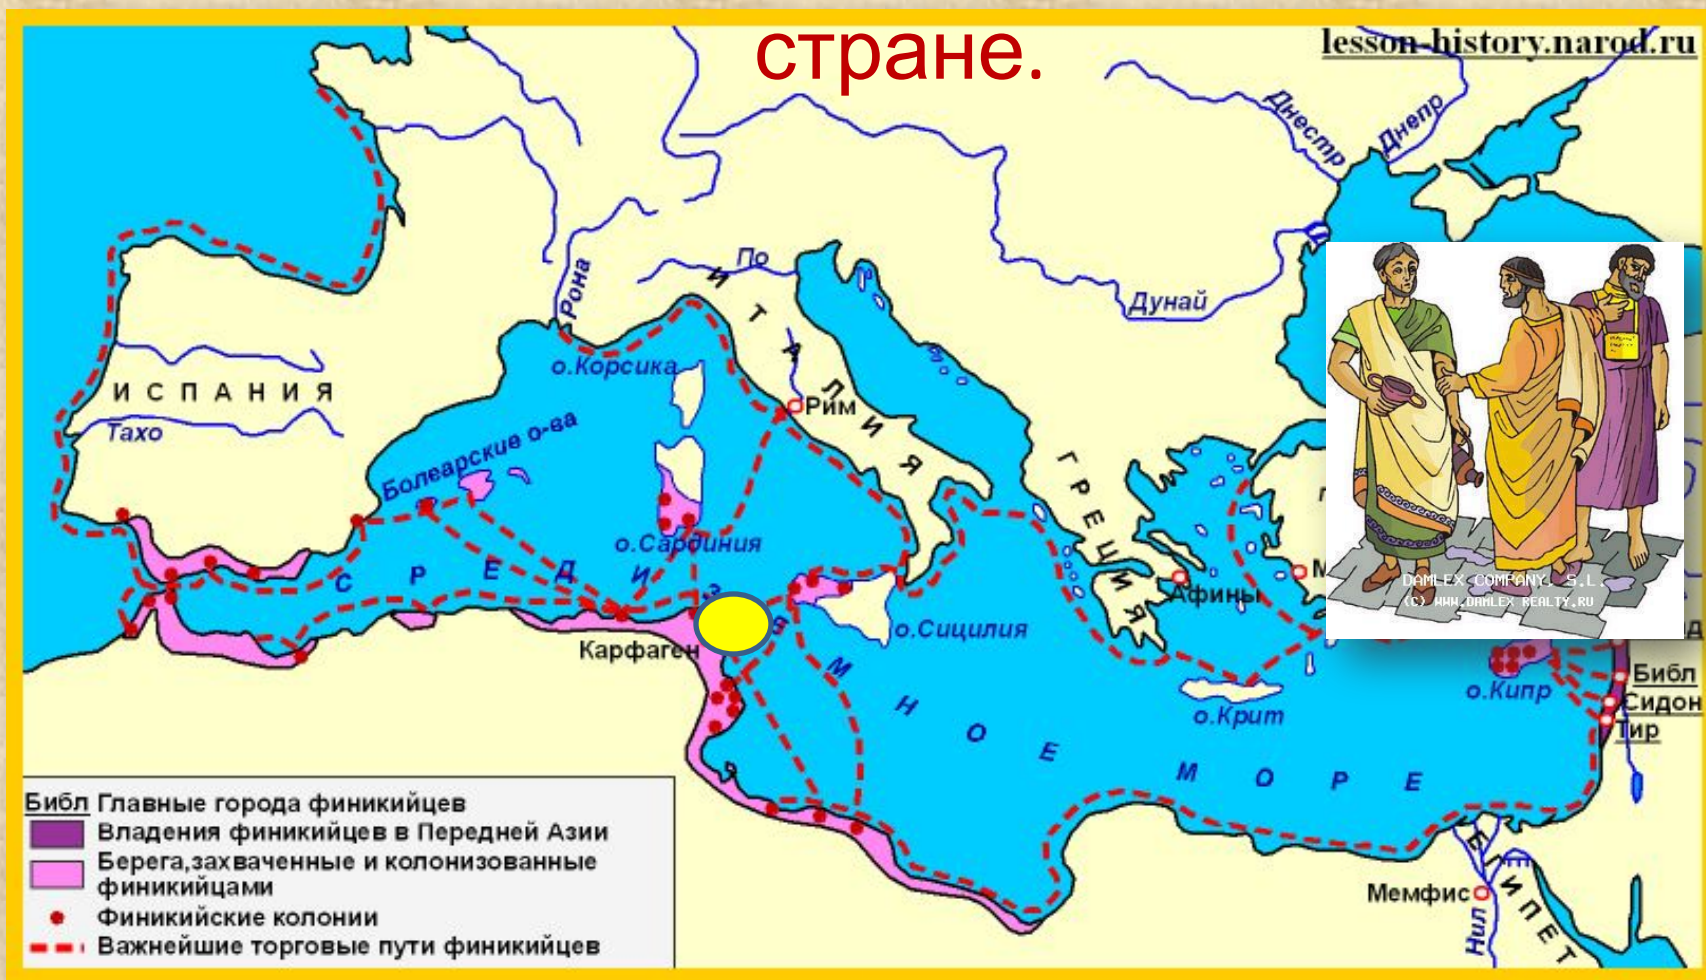 стране.
lesson-history.narod.ru
Днестр
Днепр
По
Рона
Дунай
ИТАЛИЯ
о.Корсика
ИСПАНИЯ
Тахо
Рим
Болеарские о-ва
ГРЕЦИЯ
о.Сардиния
DAMLEX COMPANY, S.L.
(C) WWW.DAMLEX REALTY.RU
Афины
о.Сицилия
Карфаген
МОРЕ
Библ
Сидон
Тир
о.Кипр
о.Крит
ЕГИПЕТ
Мемфис
Нил
Библ Главные города финикийцев
Владения финикийцев в Передней Азии
Берега,захваченные и колонизованные
финикийцами
Финикийские колонии
Важнейшие торговые пути финикийцев